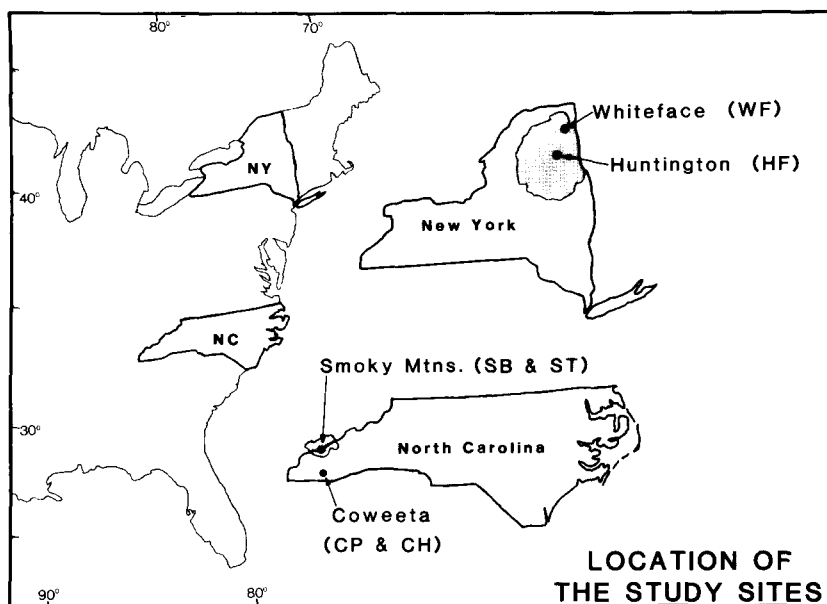 80° 70°
Whiteface (WF)
Huntington (HF)
NY
40°
New York
NC
Smoky Mtns. (SB & ST)
30°
North Carolina
Coweeta
(CP & CH)
LOCATION OF
THE STUDY SITES
90° 80°